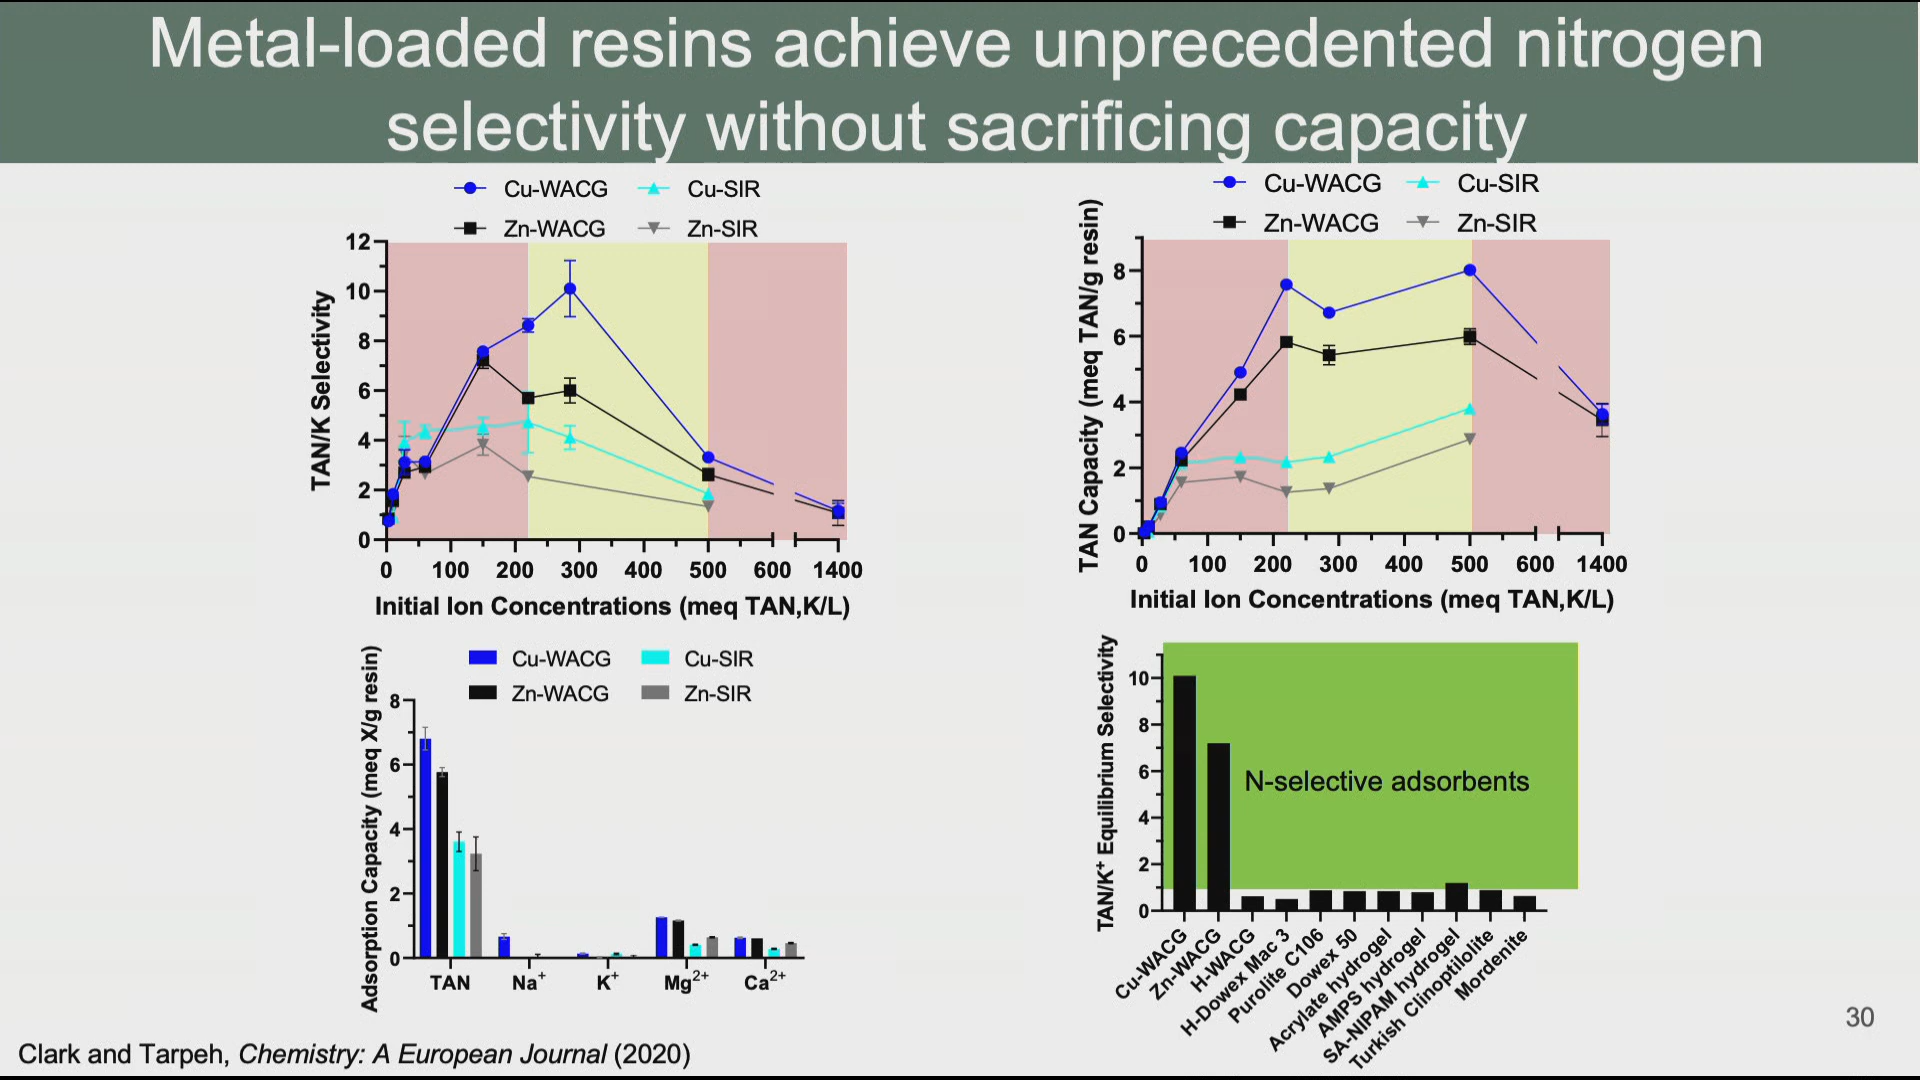 Metal-loaded resins achieve unprecedented nitrogen
selectivity without sacrificing capacity
Cu-WACG Cu-SIR
Zn-WACG Zn-SIR
TAN/K Selectivity
12
10
8
6
4
2
0
0 100 200 300 400 500 600 1400
Initial Ion Concentrations (meq TAN,K/L)
Cu-WACG Cu-SIR
Zn-WACG Zn-SIR
TAN Capacity (meq TAN/g resin)
8
6
4
2
0
0 100 200 300 400 500 600 1400
Initial Ion Concentrations (meq TAN,K/L)
Cu-WACG Cu-SIR
Zn-WACG Zn-SIR
Adsorption Capacity (meq X/g resin)
8
6
4
2
0
TAN Na⁺ K⁺ Mg²⁺ Ca²⁺
TAN/K⁺ Equilibrium Selectivity
10
8
6
4
2
0
N-selective adsorbents
Cu-WACG
Zn-WACG
H-WACG
H-Dowex Mac 3
Purolite C106
Dowex 50
Acrylate hydrogel
AMPS hydrogel
SA-NIPAM hydrogel
Turkish Clinoptilolite
Mordenite
30
Clark and Tarpeh, Chemistry: A European Journal (2020)